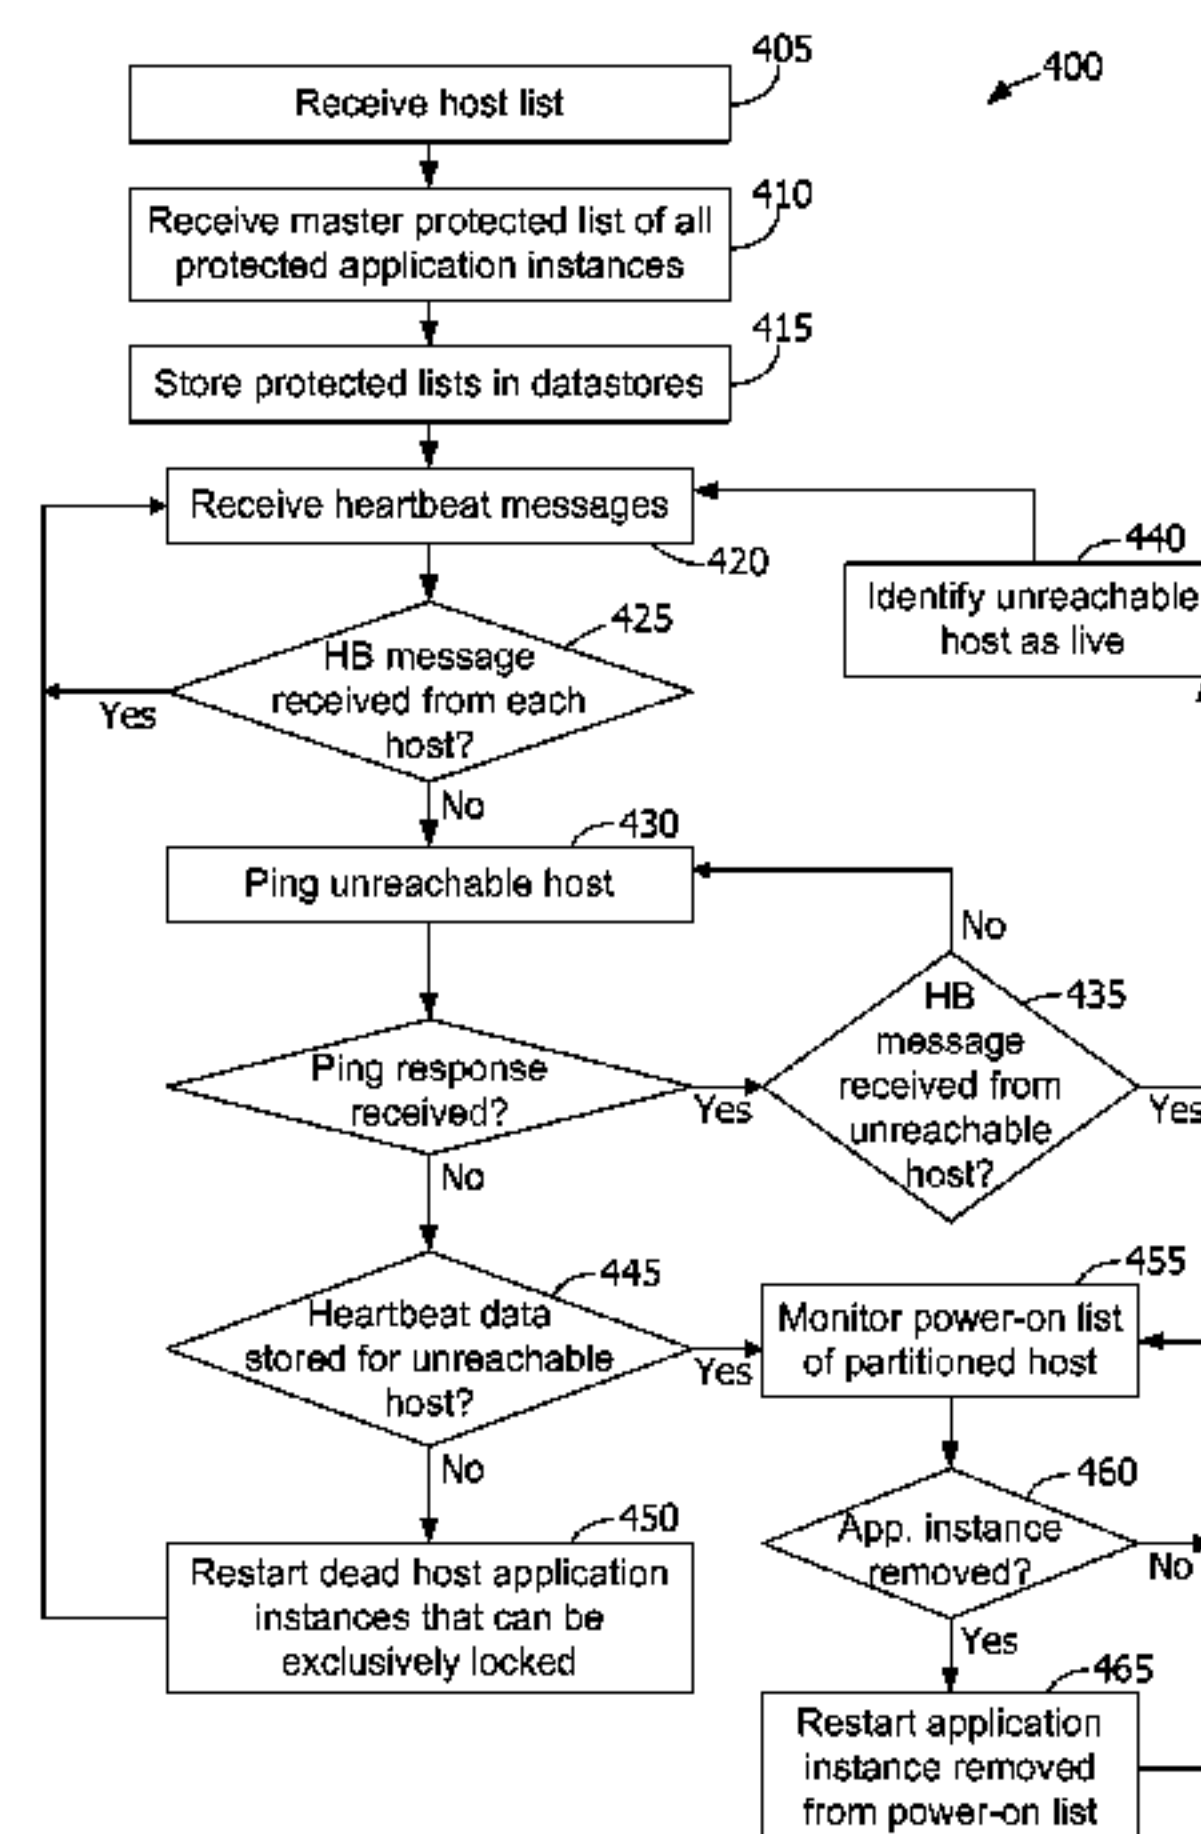 405
400
Receive host list
410
Receive master protected list of all
protected application instances
415
Store protected lists in datastores
Receive heartbeat messages
420
440
Identify unreachable
host as live
425
HB message
received from each
host?
Yes
No
430
Ping unreachable host
No
435
HB
message
received from
unreachable
host?
Ping response
received?
Yes
Yes
No
445
Heartbeat data
stored for unreachable
host?
Yes
455
Monitor power-on list
of partitioned host
No
460
App. instance
removed?
No
450
Restart dead host application
instances that can be
exclusively locked
Yes
465
Restart application
instance removed
from power-on list